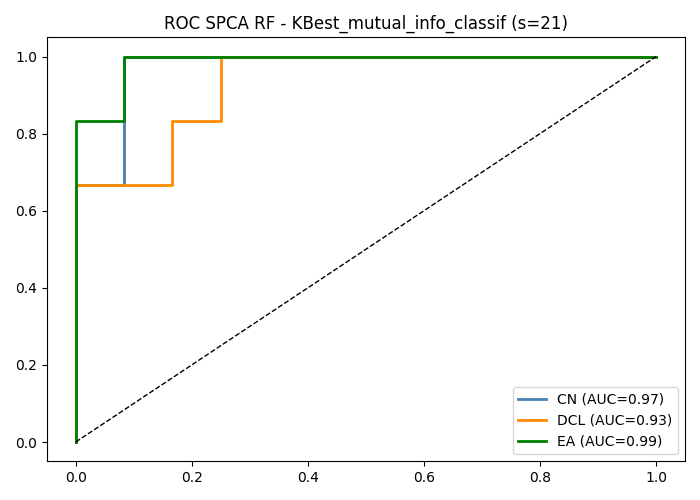 ROC SPCA RF - KBest_mutual_info_classif (s=21)
1.0
0.8
0.6
0.4
0.2
0.0
0.0 0.2 0.4 0.6 0.8 1.0
CN (AUC=0.97)
DCL (AUC=0.93)
EA (AUC=0.99)